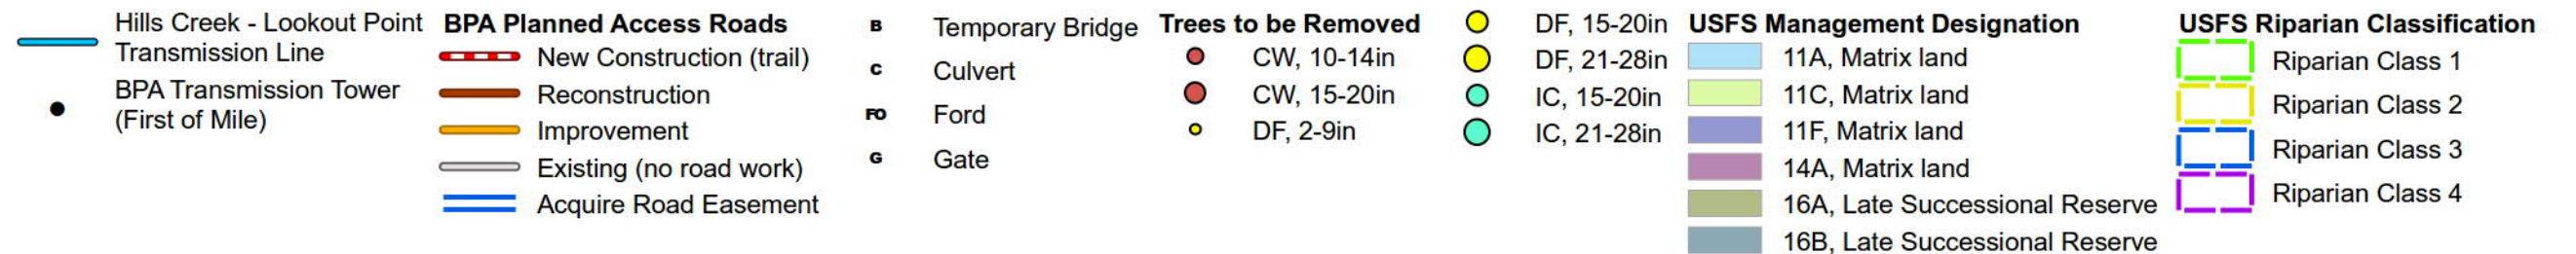 Hills Creek - Lookout Point
Transmission Line
BPA Transmission Tower
(First of Mile)
BPA Planned Access Roads
New Construction (trail)
Reconstruction
Improvement
Existing (no road work)
Acquire Road Easement
B Temporary Bridge
C Culvert
FO Ford
G Gate
Trees to be Removed
CW, 10-14in
CW, 15-20in
DF, 2-9in
DF, 15-20in
DF, 21-28in
IC, 15-20in
IC, 21-28in
USFS Management Designation
11A, Matrix land
11C, Matrix land
11F, Matrix land
14A, Matrix land
16A, Late Successional Reserve
16B, Late Successional Reserve
USFS Riparian Classification
Riparian Class 1
Riparian Class 2
Riparian Class 3
Riparian Class 4